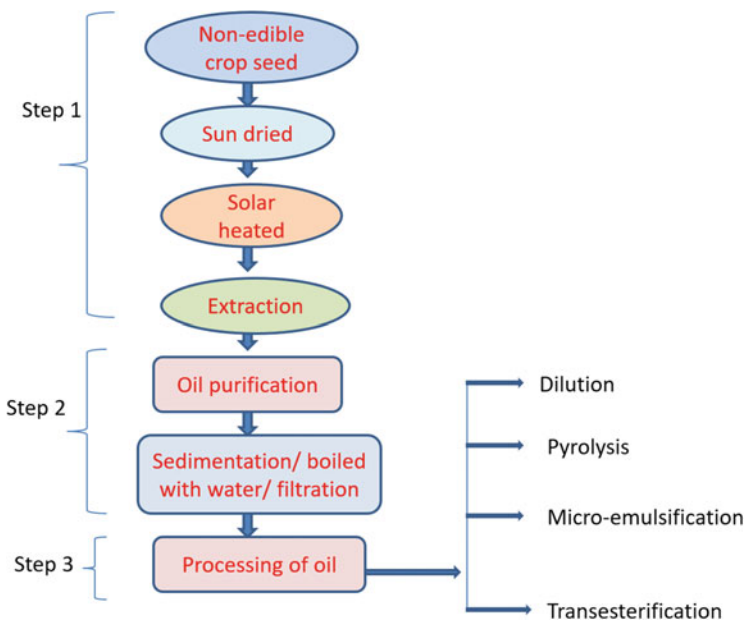 Non-edible
crop seed
Step 1
Sun dried
Solar
heated
Extraction
Oil purification
Step 2
Sedimentation/ boiled
with water/ filtration
Step 3
Processing of oil
Dilution
Pyrolysis
Micro-emulsification
Transesterification